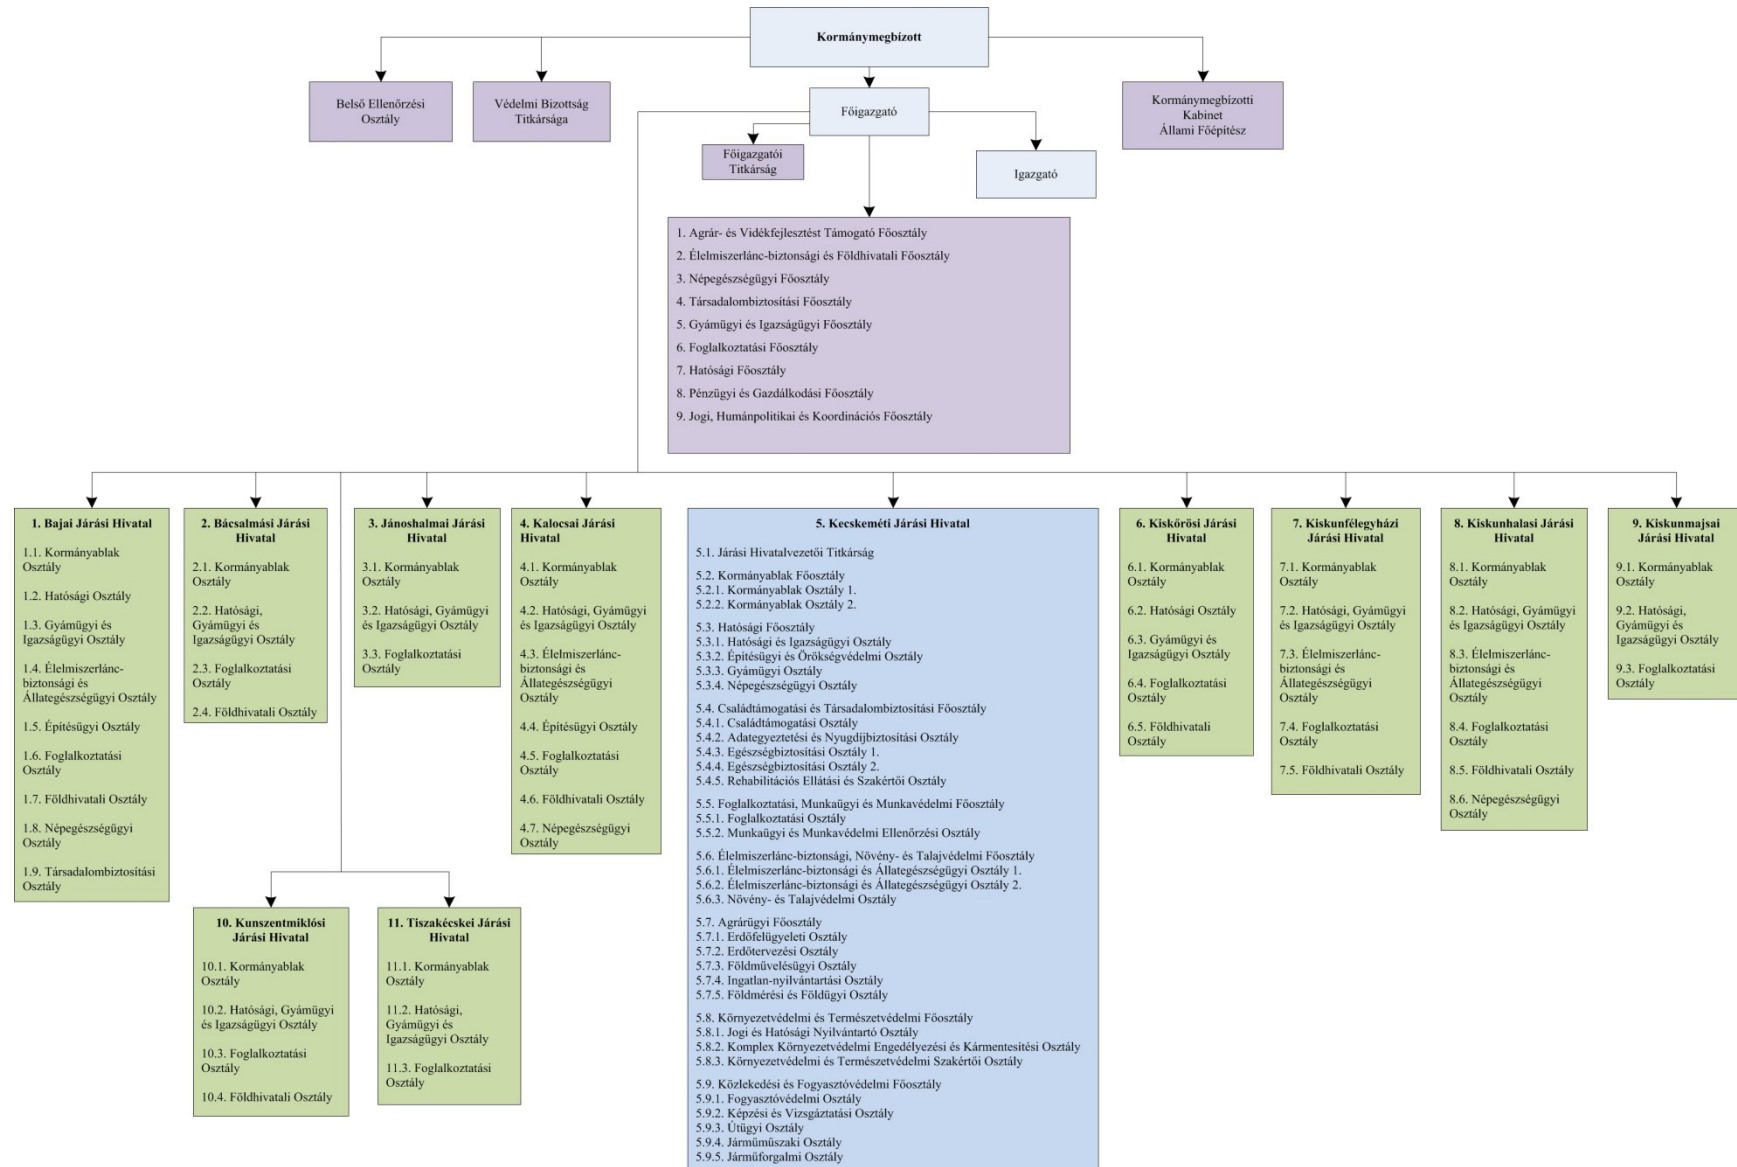 Kormánymegbízott
Belső Ellenőrzési
Osztály
Védelmi Bizottság
Titkársága
Kormánymegbízotti
Kabinet
Állami Főépítész
Főigazgató
Főigazgatói
Titkárság
Igazgató
1. Agrár- és Vidékfejlesztést Támogató Főosztály
2. Élelmiszerlánc-biztonsági és Földhivatali Főosztály
3. Népegészségügyi Főosztály
4. Társadalombiztosítási Főosztály
5. Gyámügyi és Igazságügyi Főosztály
6. Foglalkoztatási Főosztály
7. Hatósági Főosztály
8. Pénzügyi és Gazdálkodási Főosztály
9. Jogi, Humánpolitikai és Koordinációs Főosztály
1. Bajai Járási Hivatal
1.1. Kormányablak
Osztály
1.2. Hatósági Osztály
1.3. Gyámügyi és
Igazságügyi Osztály
1.4. Élelmiszerlánc-
biztonsági és
Állategészségügyi Osztály
1.5. Építésügyi Osztály
1.6. Foglalkoztatási
Osztály
1.7. Földhivatali Osztály
1.8. Népegészségügyi
Osztály
1.9. Társadalombiztosítási
Osztály
2. Bácsalmási Járási
Hivatal
2.1. Kormányablak
Osztály
2.2. Hatósági,
Gyámügyi és
Igazságügyi Osztály
2.3. Foglalkoztatási
Osztály
2.4. Földhivatali Osztály
3. Jánoshalmai Járási
Hivatal
3.1. Kormányablak
Osztály
3.2. Hatósági, Gyámügyi
és Igazságügyi Osztály
3.3. Foglalkoztatási
Osztály
4. Kalocsai Járási
Hivatal
4.1. Kormányablak
Osztály
4.2. Hatósági, Gyámügyi
és Igazságügyi Osztály
4.3. Élelmiszerlánc-
biztonsági és
Állategészségügyi
Osztály
4.4. Építésügyi Osztály
4.5. Foglalkoztatási
Osztály
4.6. Földhivatali Osztály
4.7. Népegészségügyi
Osztály
5. Kecskeméti Járási Hivatal
5.1. Járási Hivatalvezetői Titkárság
5.2. Kormányablak Főosztály
5.2.1. Kormányablak Osztály 1.
5.2.2. Kormányablak Osztály 2.
5.3. Hatósági Főosztály
5.3.1. Hatósági és Igazságügyi Osztály
5.3.2. Építésügyi és Örökségvédelmi Osztály
5.3.3. Gyámügyi Osztály
5.3.4. Népegészségügyi Osztály
5.4. Családtámogatási és Társadalombiztosítási Főosztály
5.4.1. Családtámogatási Osztály
5.4.2. Adategyeztetési és Nyugdíjbiztosítási Osztály
5.4.3. Egészségbiztosítási Osztály 1.
5.4.4. Egészségbiztosítási Osztály 2.
5.4.5. Rehabilitációs Ellátási és Szakértői Osztály
5.5. Foglalkoztatási, Munkaügyi és Munkavédelmi Főosztály
5.5.1. Foglalkoztatási Osztály
5.5.2. Munkaügyi és Munkavédelmi Ellenőrzési Osztály
5.6. Élelmiszerlánc-biztonsági, Növény- és Talajvédelmi Főosztály
5.6.1. Élelmiszerlánc-biztonsági és Állategészségügyi Osztály 1.
5.6.2. Élelmiszerlánc-biztonsági és Állategészségügyi Osztály 2.
5.6.3. Növény- és Talajvédelmi Osztály
5.7. Agrárügyi Főosztály
5.7.1. Erdőfelügyeleti Osztály
5.7.2. Erdőtervezési Osztály
5.7.3. Földművelésügyi Osztály
5.7.4. Ingatlan-nyilvántartási Osztály
5.7.5. Földmérési és Földügyi Osztály
5.8. Környezetvédelmi és Természetvédelmi Főosztály
5.8.1. Jogi és Hatósági Nyilvántartó Osztály
5.8.2. Komplex Környezetvédelmi Engedélyezési és Kármentesítési Osztály
5.8.3. Környezetvédelmi és Természetvédelmi Szakértői Osztály
5.9. Közlekedési és Fogyasztóvédelmi Főosztály
5.9.1. Fogyasztóvédelmi Osztály
5.9.2. Képzési és Vizsgáztatási Osztály
5.9.3. Útügyi Osztály
5.9.4. Járműműszaki Osztály
5.9.5. Járműforgalmi Osztály
6. Kiskőrösi Járási
Hivatal
6.1. Kormányablak
Osztály
6.2. Hatósági Osztály
6.3. Gyámügyi és
Igazságügyi Osztály
6.4. Foglalkoztatási
Osztály
6.5. Földhivatali
Osztály
7. Kiskunfélegyházi
Járási Hivatal
7.1. Kormányablak
Osztály
7.2. Hatósági, Gyámügyi
és Igazságügyi Osztály
7.3. Élelmiszerlánc-
biztonsági és
Állategészségügyi
Osztály
7.4. Foglalkoztatási
Osztály
7.5. Földhivatali Osztály
8. Kiskunhalasi Járási
Hivatal
8.1. Kormányablak
Osztály
8.2. Hatósági, Gyámügyi
és Igazságügyi Osztály
8.3. Élelmiszerlánc-
biztonsági és
Állategészségügyi
Osztály
8.4. Foglalkoztatási
Osztály
8.5. Földhivatali Osztály
8.6. Népegészségügyi
Osztály
9. Kiskunmajsai
Járási Hivatal
9.1. Kormányablak
Osztály
9.2. Hatósági,
Gyámügyi és
Igazságügyi Osztály
9.3. Foglalkoztatási
Osztály
10. Kunszentmiklósi
Járási Hivatal
10.1. Kormányablak
Osztály
10.2. Hatósági, Gyámügyi
és Igazságügyi Osztály
10.3. Foglalkoztatási
Osztály
10.4. Földhivatali Osztály
11. Tiszakécskei Járási
Hivatal
11.1. Kormányablak
Osztály
11.2. Hatósági,
Gyámügyi és
Igazságügyi Osztály
11.3. Foglalkoztatási
Osztály